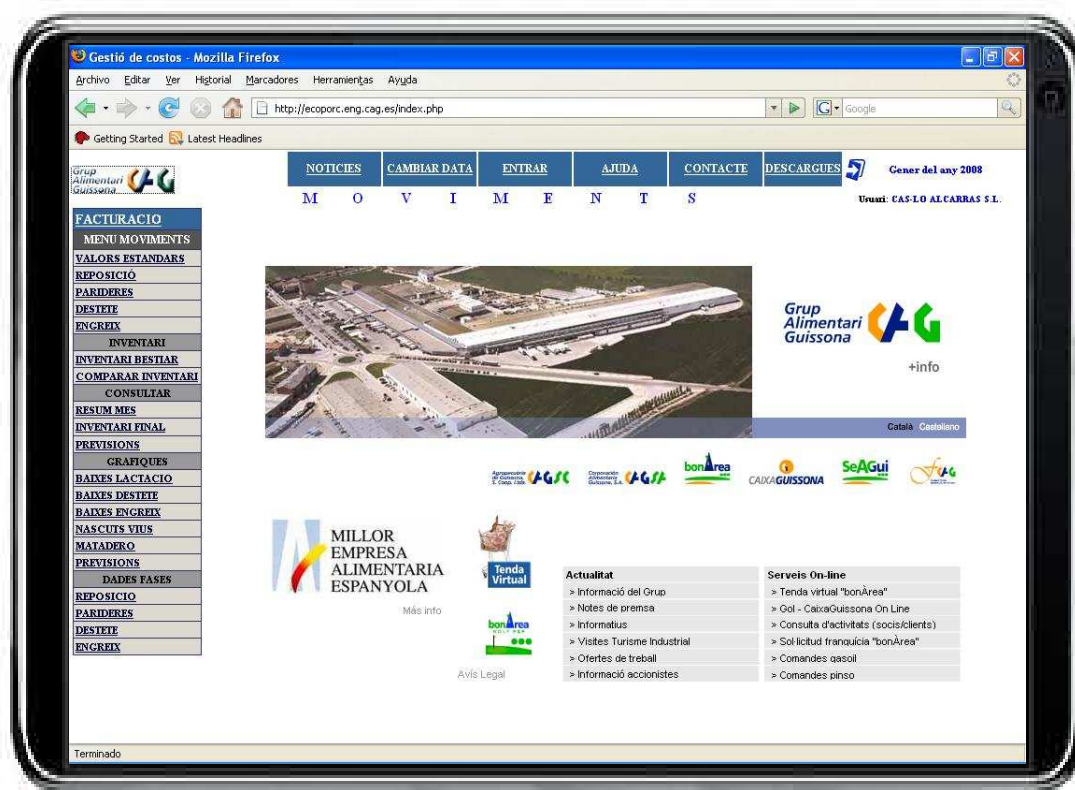 Gestió de costos - Mozilla Firefox
Archivo Editar Ver Historial Marcadores Herramientas Ayuda
http://ecoporc.eng.cag.es/index.php
Google
Getting Started Latest Headlines
Grup
Alimentari
Guissona
NOTICIES CAMBIAR DATA ENTRAR AJUDA CONTACTE DESCARGUES
Gener del any 2008
M O V I M E N T S
Usuari: CAS-LO ALCARRAS S.L.
FACTURACIO
MENU MOVIMENTS
VALORS ESTANDARS
REPOSICIÓ
PARIDERES
DESTETE
ENGREIX
INVENTARI
INVENTARI BESTIAR
COMPARAR INVENTARI
CONSULTAR
RESUM MES
INVENTARI FINAL
PREVISIONS
GRAFIQUES
BAIXES LACTACIO
BAIXES DESTETE
BAIXES ENGREIX
NASCUTS VIUS
MATADERO
PREVISIONS
DADES FASES
REPOSICIO
PARIDERES
DESTETE
ENGREIX
Grup
Alimentari
Guissona
CAG
+info
Català Castellano
CAGSC
CAGSA
bonÀrea
CAIXAGUISSONA
SeAGui
MILLOR
EMPRESA
ALIMENTARIA
ESPANYOLA
Más info
Tenda
Virtual
bonÀrea
Avís Legal
Actualitat
> Informació del Grup
> Notes de premsa
> Informatius
> Visites Turisme Industrial
> Ofertes de treball
> Informació accionistes
Serveis On-line
> Tenda virtual "bonÀrea"
> Gol - CaixaGuissona On Line
> Consulta d'activitats (socis/clients)
> Sol·licitud franquícia "bonÀrea"
> Comandes gasoil
> Comandes pinso
Terminado